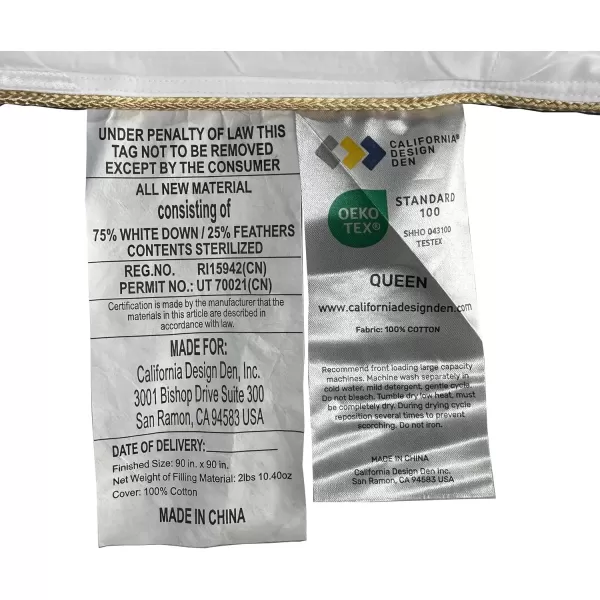 UNDER PENALTY OF LAW THIS
TAG NOT TO BE REMOVED
EXCEPT BY THE CONSUMER
ALL NEW MATERIAL
consisting of
75% WHITE DOWN / 25% FEATHERS
CONTENTS STERILIZED
REG.NO. RI15942(CN)
PERMIT NO.: UT 70021(CN)
Certification is made by the manufacturer that the
materials in this article are described in
accordance with law.
MADE FOR:
California Design Den, Inc.
3001 Bishop Drive Suite 300
San Ramon, CA 94583 USA
DATE OF DELIVERY:
Finished Size: 90 in. x 90 in.
Net Weight of Filling Material: 2lbs 10.40oz
Cover: 100% Cotton
MADE IN CHINA
CALIFORNIA®
DESIGN
DEN
OEKO
TEX®
STANDARD
100
SHHO 043100
TESTEX
QUEEN
www.californiadesignden.com
Fabric: 100% COTTON
Recommend front loading large capacity
machines. Machine wash separately in
cold water, mild detergent, gentle cycle.
Do not bleach. Tumble dry low heat, must
be completely dry. During drying cycle
reposition several times to prevent
scorching. Do not iron.
MADE IN CHINA
California Design Den Inc.
San Ramon, CA 94583 USA